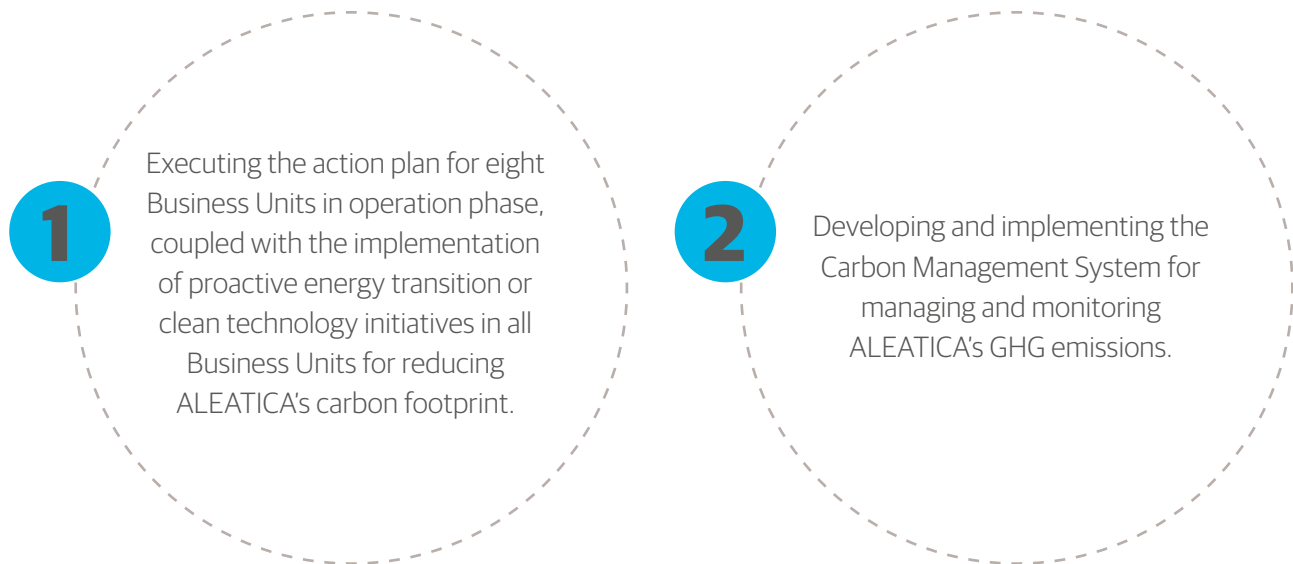 1
Executing the action plan for eight
Business Units in operation phase,
coupled with the implementation
of proactive energy transition or
clean technology initiatives in all
Business Units for reducing
ALEATICA's carbon footprint.
2
Developing and implementing the
Carbon Management System for
managing and monitoring
ALEATICA's GHG emissions.